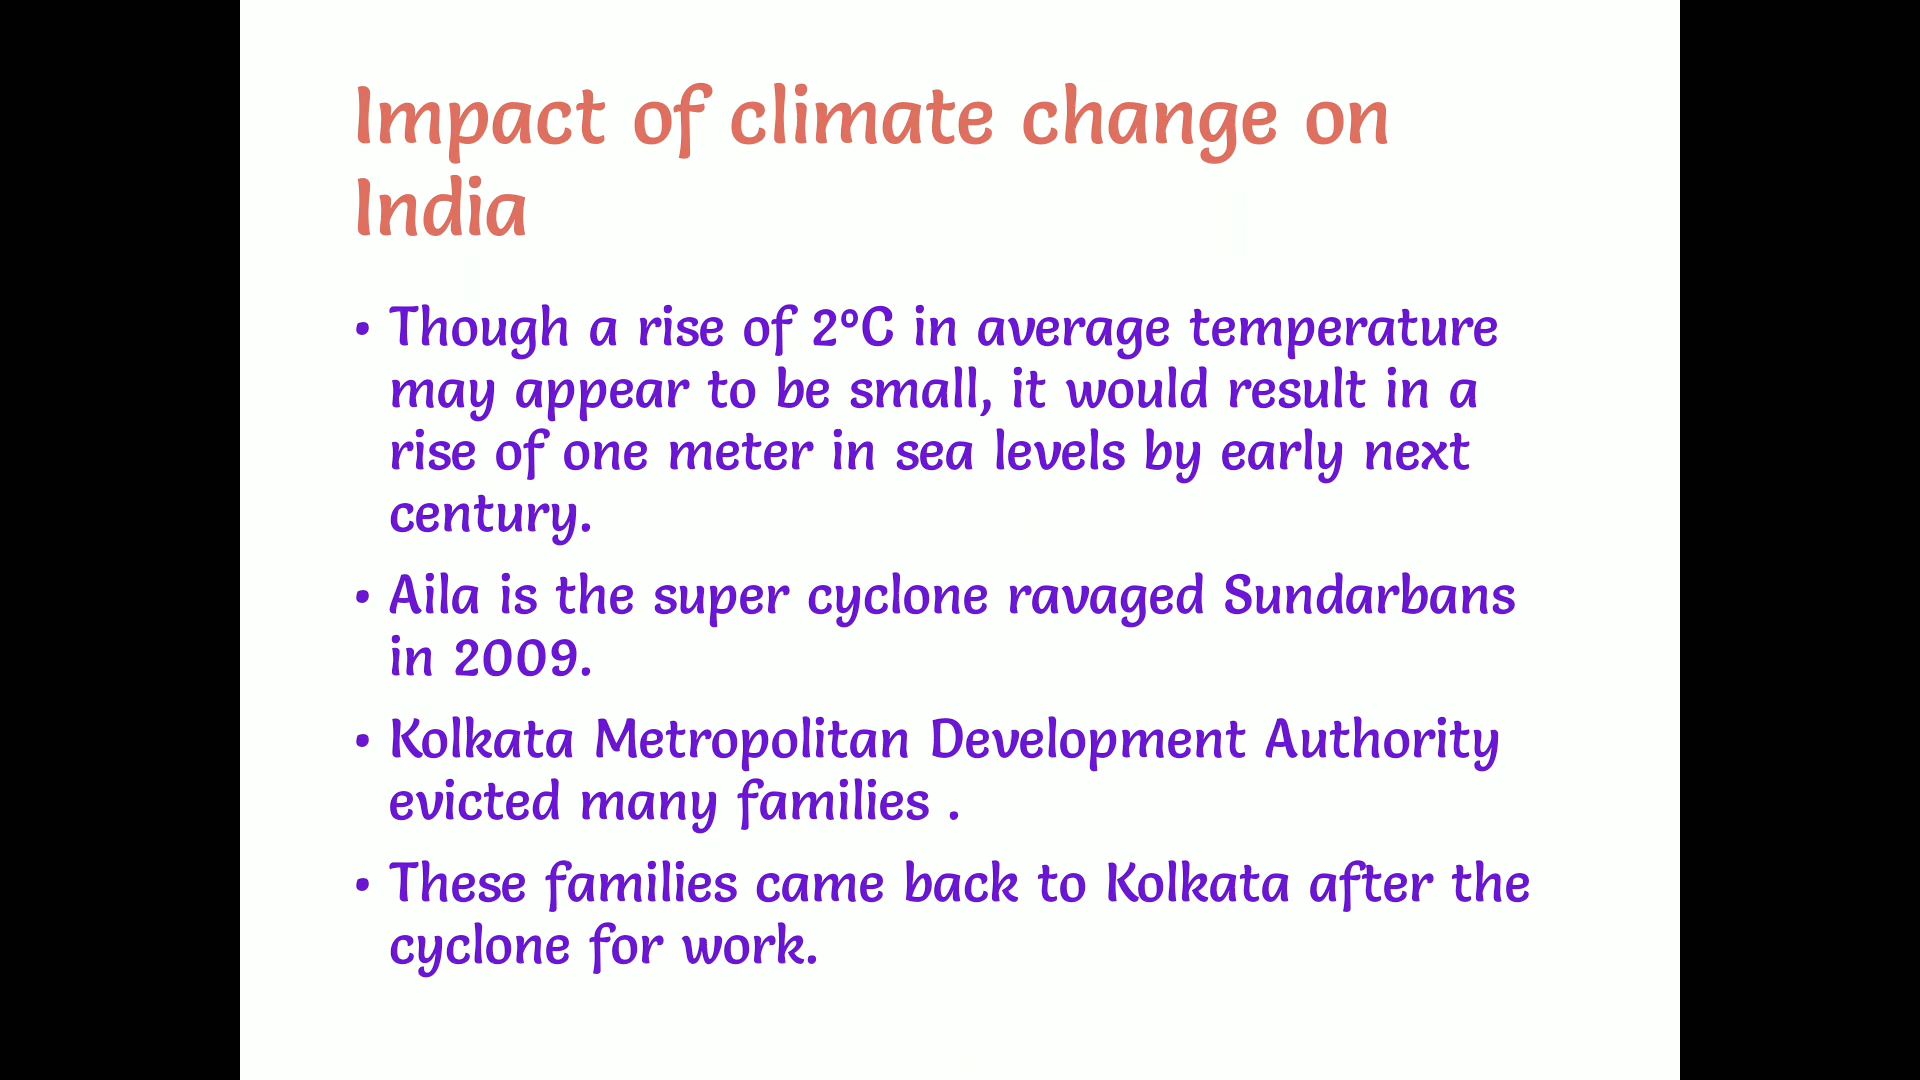 Impact of climate change on
India
• Though a rise of 2°C in average temperature
may appear to be small, it would result in a
rise of one meter in sea levels by early next
century.
• Aila is the super cyclone ravaged Sundarbans
in 2009.
• Kolkata Metropolitan Development Authority
evicted many families .
• These families came back to Kolkata after the
cyclone for work.